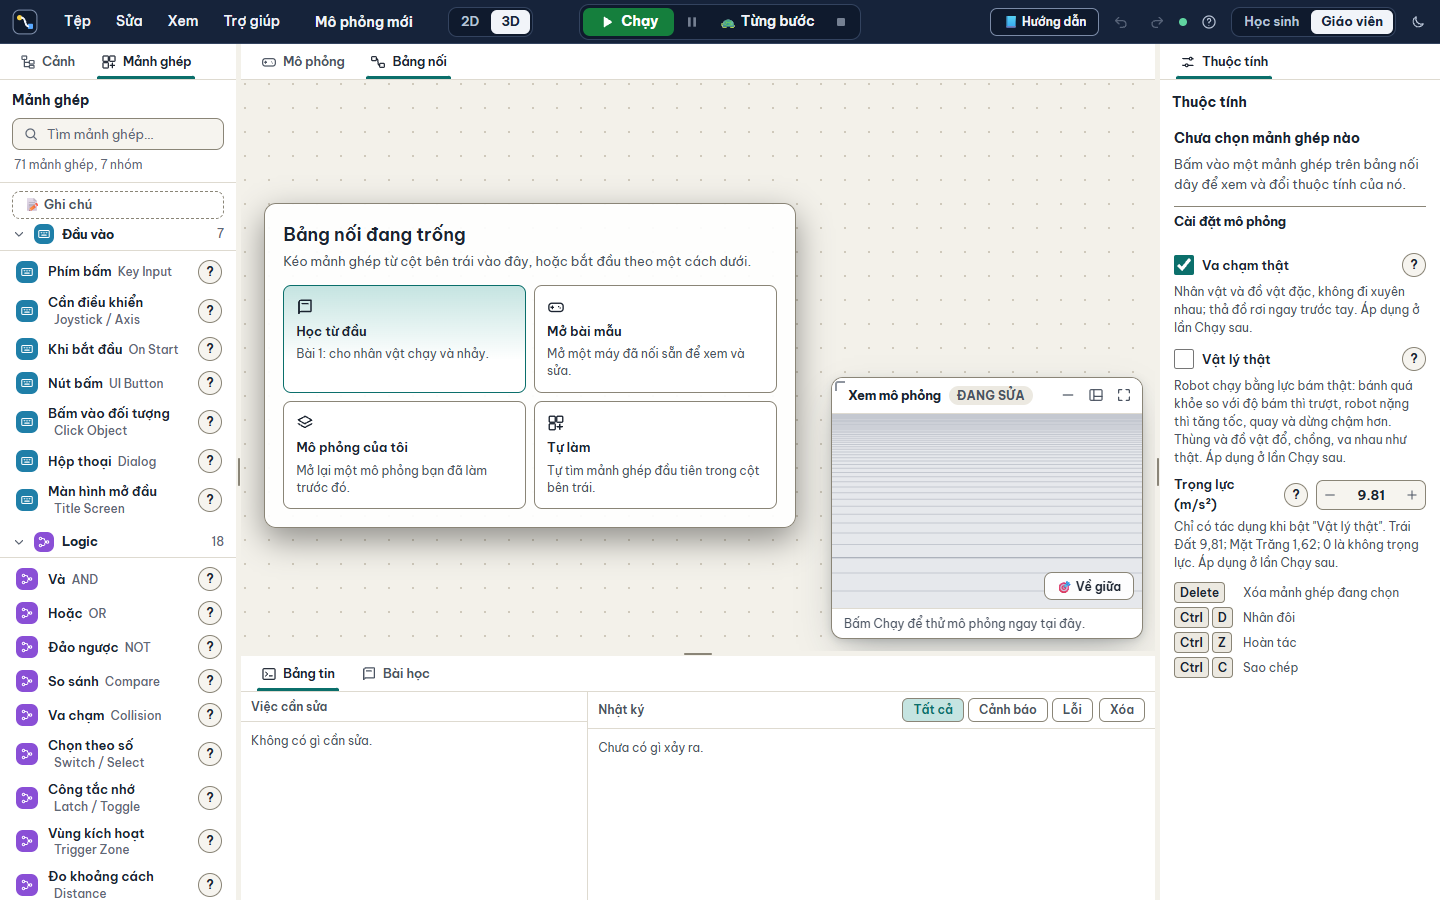 Tệp Sửa Xem Trợ giúp Mô phỏng mới 2D 3D Chạy Từng bước Hướng dẫn Học sinh Giáo viên
Cảnh Mảnh ghép
Mảnh ghép
Tìm mảnh ghép...
71 mảnh ghép, 7 nhóm
Ghi chú
Đầu vào 7
Phím bấm Key Input ?
Cần điều khiển
Joystick / Axis ?
Khi bắt đầu On Start ?
Nút bấm UI Button ?
Bấm vào đối tượng
Click Object ?
Hộp thoại Dialog ?
Màn hình mở đầu
Title Screen ?
Logic 18
Và AND ?
Hoặc OR ?
Đảo ngược NOT ?
So sánh Compare ?
Va chạm Collision ?
Chọn theo số
Switch / Select ?
Công tắc nhớ
Latch / Toggle ?
Vùng kích hoạt
Trigger Zone ?
Đo khoảng cách
Distance ?
Mô phỏng Bảng nối
Bảng nối đang trống
Kéo mảnh ghép từ cột bên trái vào đây, hoặc bắt đầu theo một cách dưới.
Học từ đầu
Bài 1: cho nhân vật chạy và nhảy.
Mở bài mẫu
Mở một máy đã nối sẵn để xem và
sửa.
Mô phỏng của tôi
Mở lại một mô phỏng bạn đã làm
trước đó.
Tự làm
Tự tìm mảnh ghép đầu tiên trong cột
bên trái.
Xem mô phỏng ĐANG SỬA
Về giữa
Bấm Chạy để thử mô phỏng ngay tại đây.
Bảng tin Bài học
Việc cần sửa
Không có gì cần sửa.
Nhật ký Tất cả Cảnh báo Lỗi Xóa
Chưa có gì xảy ra.
Thuộc tính
Thuộc tính
Chưa chọn mảnh ghép nào
Bấm vào một mảnh ghép trên bảng nối
dây để xem và đổi thuộc tính của nó.
Cài đặt mô phỏng
Va chạm thật ?
Nhân vật và đồ vật đặc, không đi xuyên
nhau; thả đồ rơi ngay trước tay. Áp dụng ở
lần Chạy sau.
Vật lý thật ?
Robot chạy bằng lực bám thật: bánh quá
khỏe so với độ bám thì trượt, robot nặng
thì tăng tốc, quay và dừng chậm hơn.
Thùng và đồ vật đổ, chồng, va nhau như
thật. Áp dụng ở lần Chạy sau.
Trọng lực
(m/s²) ? − 9.81 +
Chỉ có tác dụng khi bật "Vật lý thật". Trái
Đất 9,81; Mặt Trăng 1,62; 0 là không trọng
lực. Áp dụng ở lần Chạy sau.
Delete Xóa mảnh ghép đang chọn
Ctrl D Nhân đôi
Ctrl Z Hoàn tác
Ctrl C Sao chép